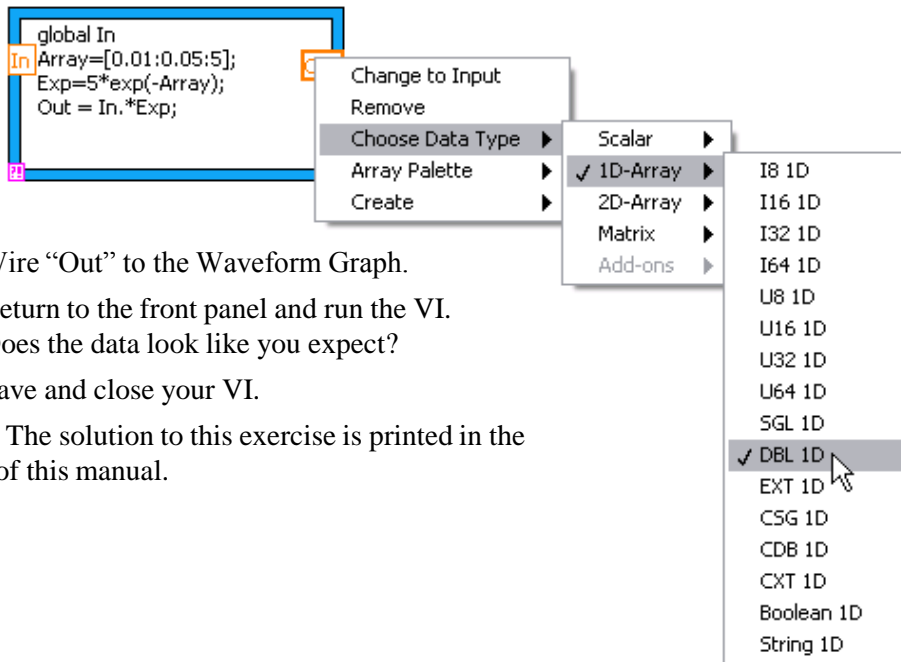 global In
In
Array=[0.01:0.05:5];
Exp=5*exp(-Array);
Out = In.*Exp;
?!
Change to Input
Remove
Choose Data Type
Array Palette
Create
Scalar
✓ 1D-Array
2D-Array
Matrix
Add-ons
I8 1D
I16 1D
I32 1D
I64 1D
U8 1D
U16 1D
U32 1D
U64 1D
SGL 1D
✓ DBL 1D
EXT 1D
CSG 1D
CDB 1D
CXT 1D
Boolean 1D
String 1D
ire “Out” to the Waveform Graph.
eturn to the front panel and run the VI.
oes the data look like you expect?
ave and close your VI.
The solution to this exercise is printed in the
of this manual.